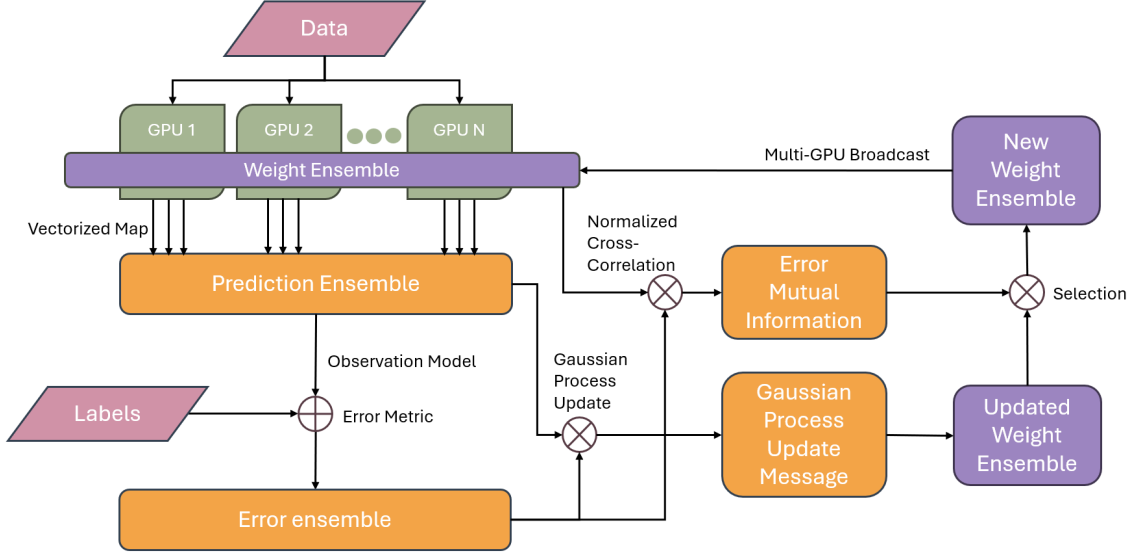 Data
GPU 1
GPU 2
GPU N
Weight Ensemble
Multi-GPU Broadcast
New
Weight
Ensemble
Vectorized Map
Normalized
Cross-
Correlation
Prediction Ensemble
Error
Mutual
Information
Selection
Observation Model
Gaussian
Process
Update
Labels
Error Metric
Gaussian
Process
Update
Message
Updated
Weight
Ensemble
Error ensemble